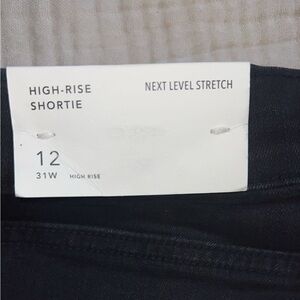 HIGH-RISE
SHORTIE
NEXT LEVEL STRETCH
12
31W HIGH RISE